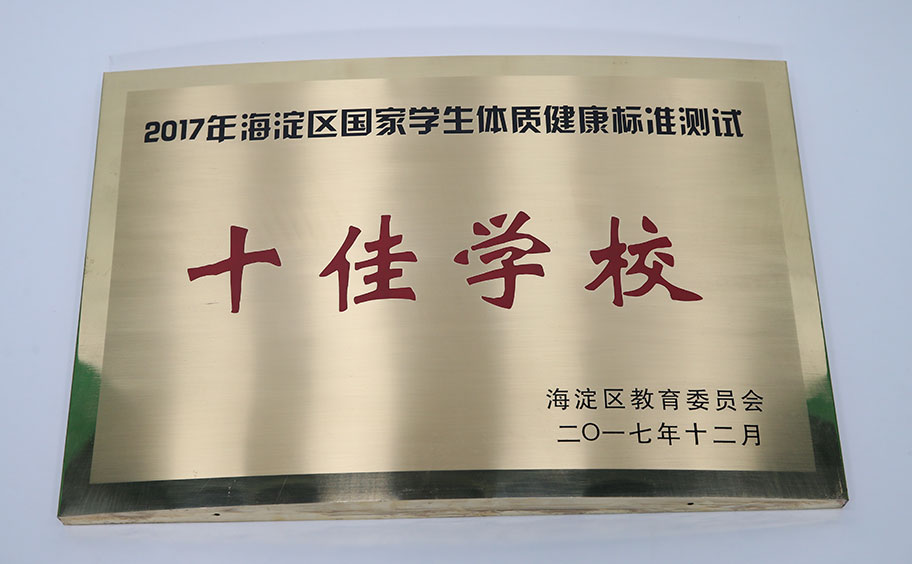 2017年海淀区国家学生体质健康标准测试
十佳学校
海淀区教育委员会
二〇一七年十二月